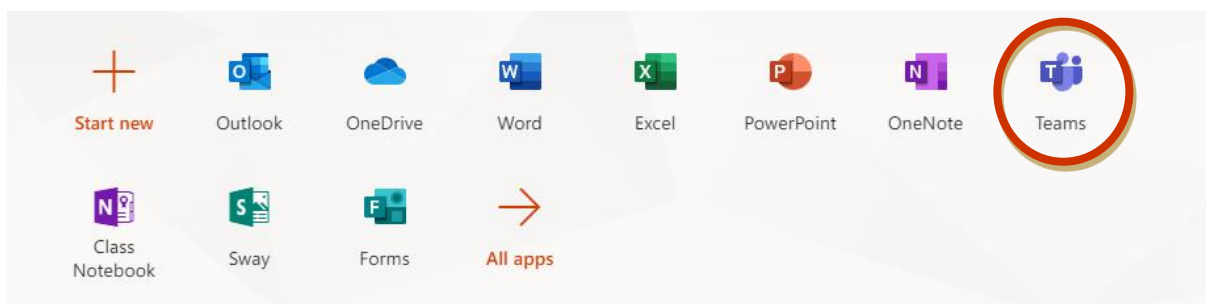 O W X P N T
Start new Outlook OneDrive Word Excel PowerPoint OneNote Teams
N S F
Class
Notebook Sway Forms All apps